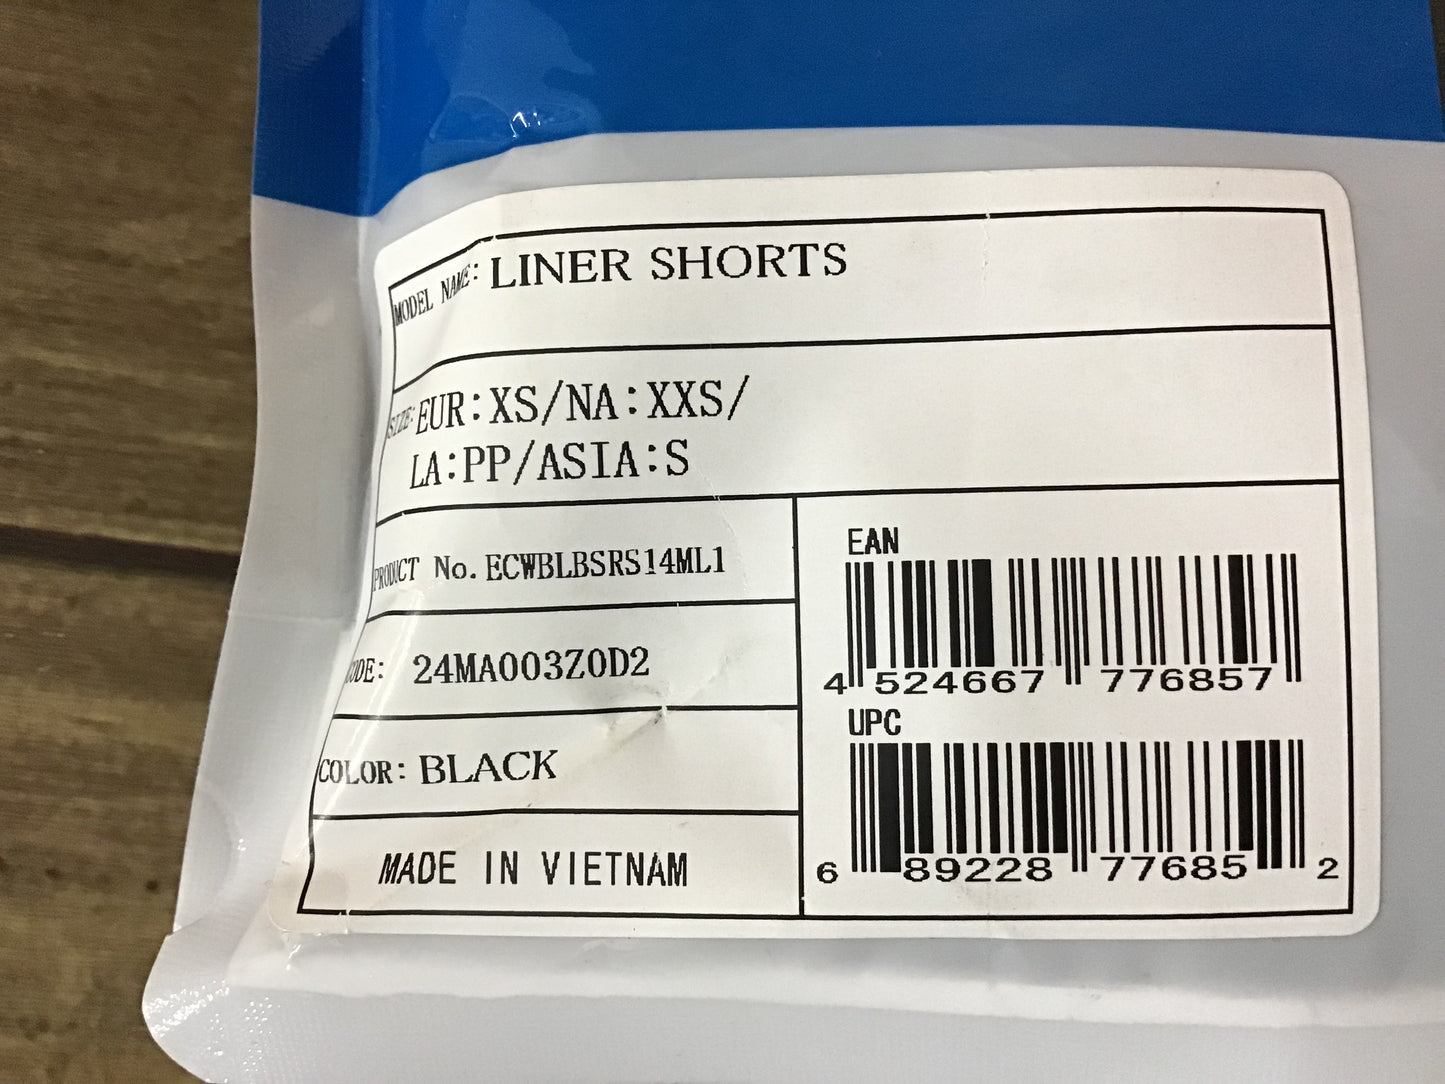 MODEL NAME: LINER SHORTS
SIZE: EUR:XS/NA:XXS/
LA:PP/ASIA:S
PRODUCT No. ECWBLBSRS14ML1
CODE: 24MA003Z0D2
COLOR: BLACK
MADE IN VIETNAM
EAN
4 524667 776857
UPC
6 89228 77685 2